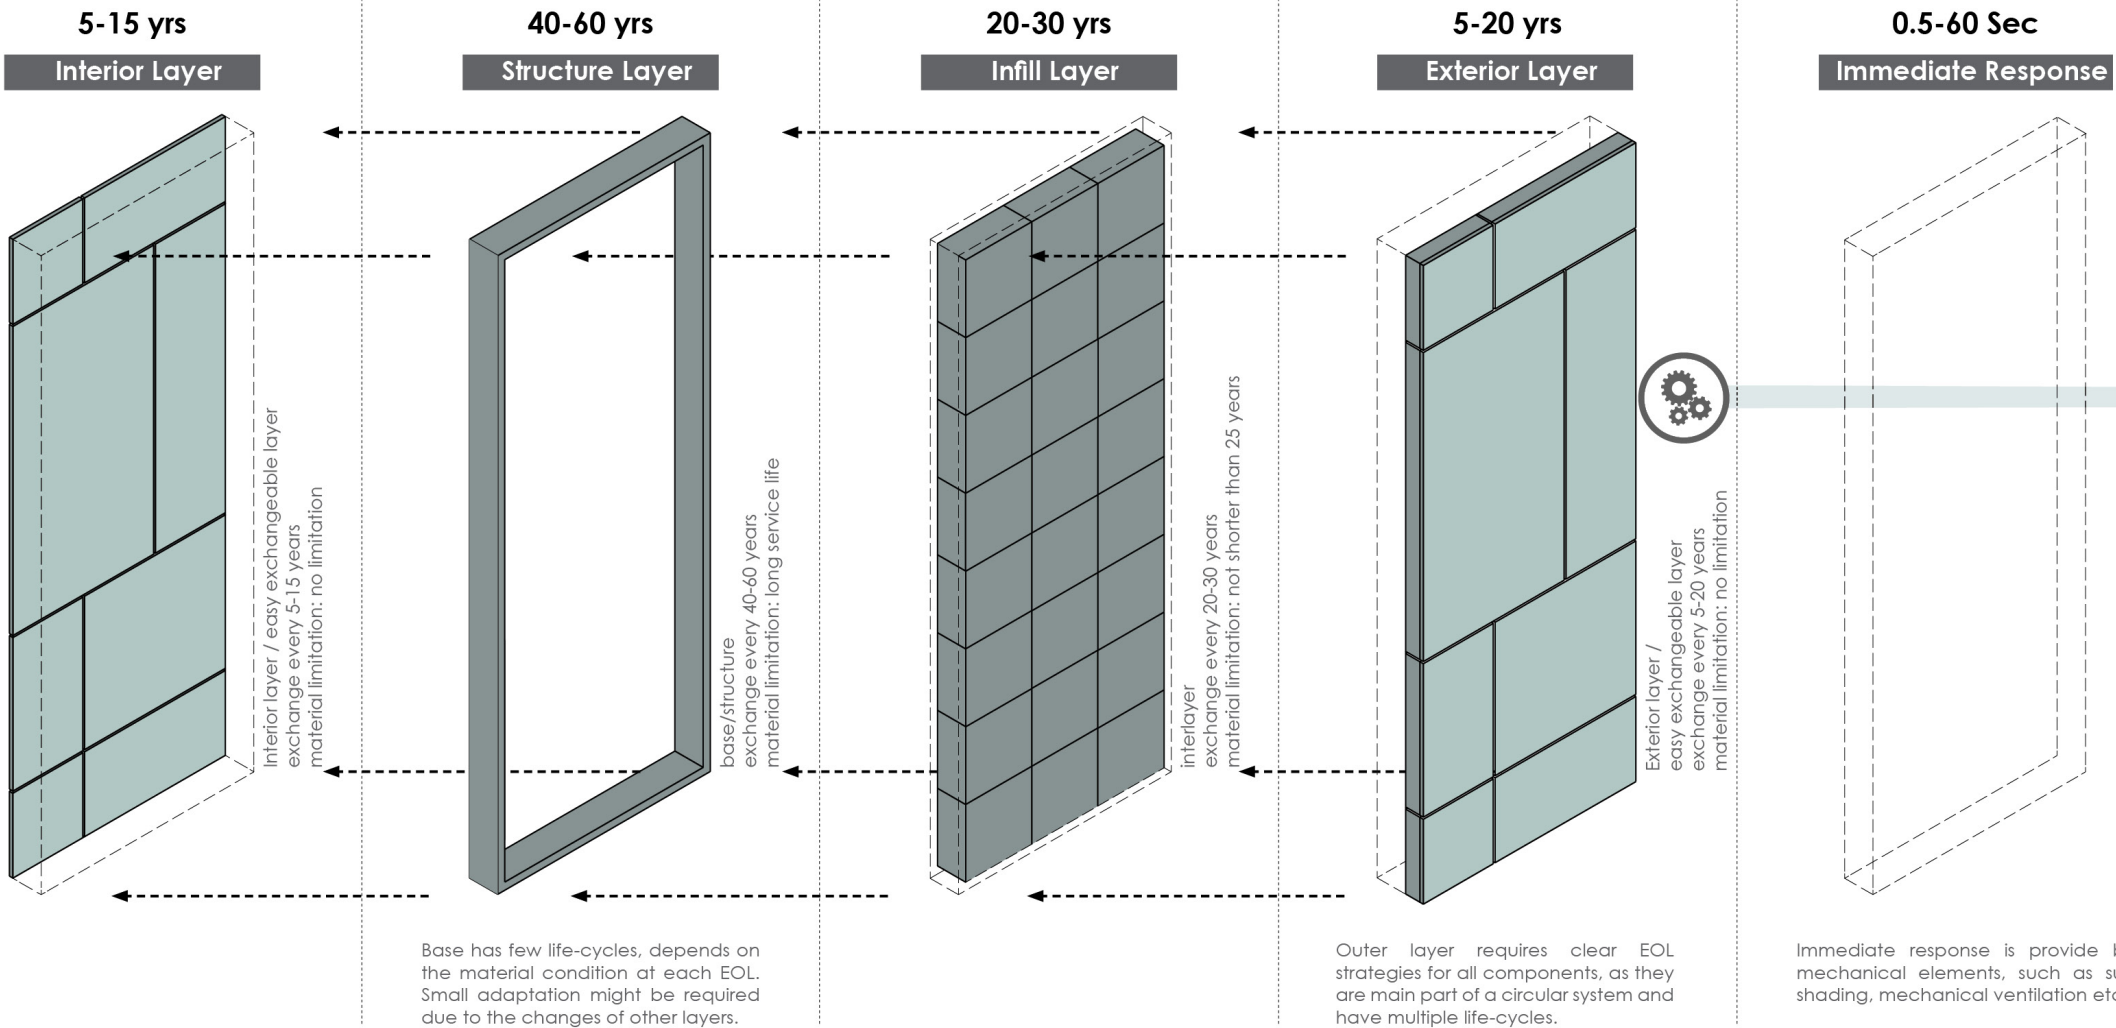 5-15 yrs
Interior Layer
Interior layer / easy exchangeable layer
exchange every 5-15 years
material limitation: no limitation
40-60 yrs
Structure Layer
base/structure
exchange every 40-60 years
material limitation: long service life
Base has few life-cycles, depends on
the material condition at each EOL.
Small adaptation might be required
due to the changes of other layers.
20-30 yrs
Infill Layer
interlayer
exchange every 20-30 years
material limitation: not shorter than 25 years
5-20 yrs
Exterior Layer
Exterior layer /
easy exchangeable layer
exchange every 5-20 years
material limitation: no limitation
Outer layer requires clear EOL
strategies for all components, as they
are main part of a circular system and
have multiple life-cycles.
0.5-60 Sec
Immediate Response
Immediate response is provide
mechanical elements, such as
shading, mechanical ventilation